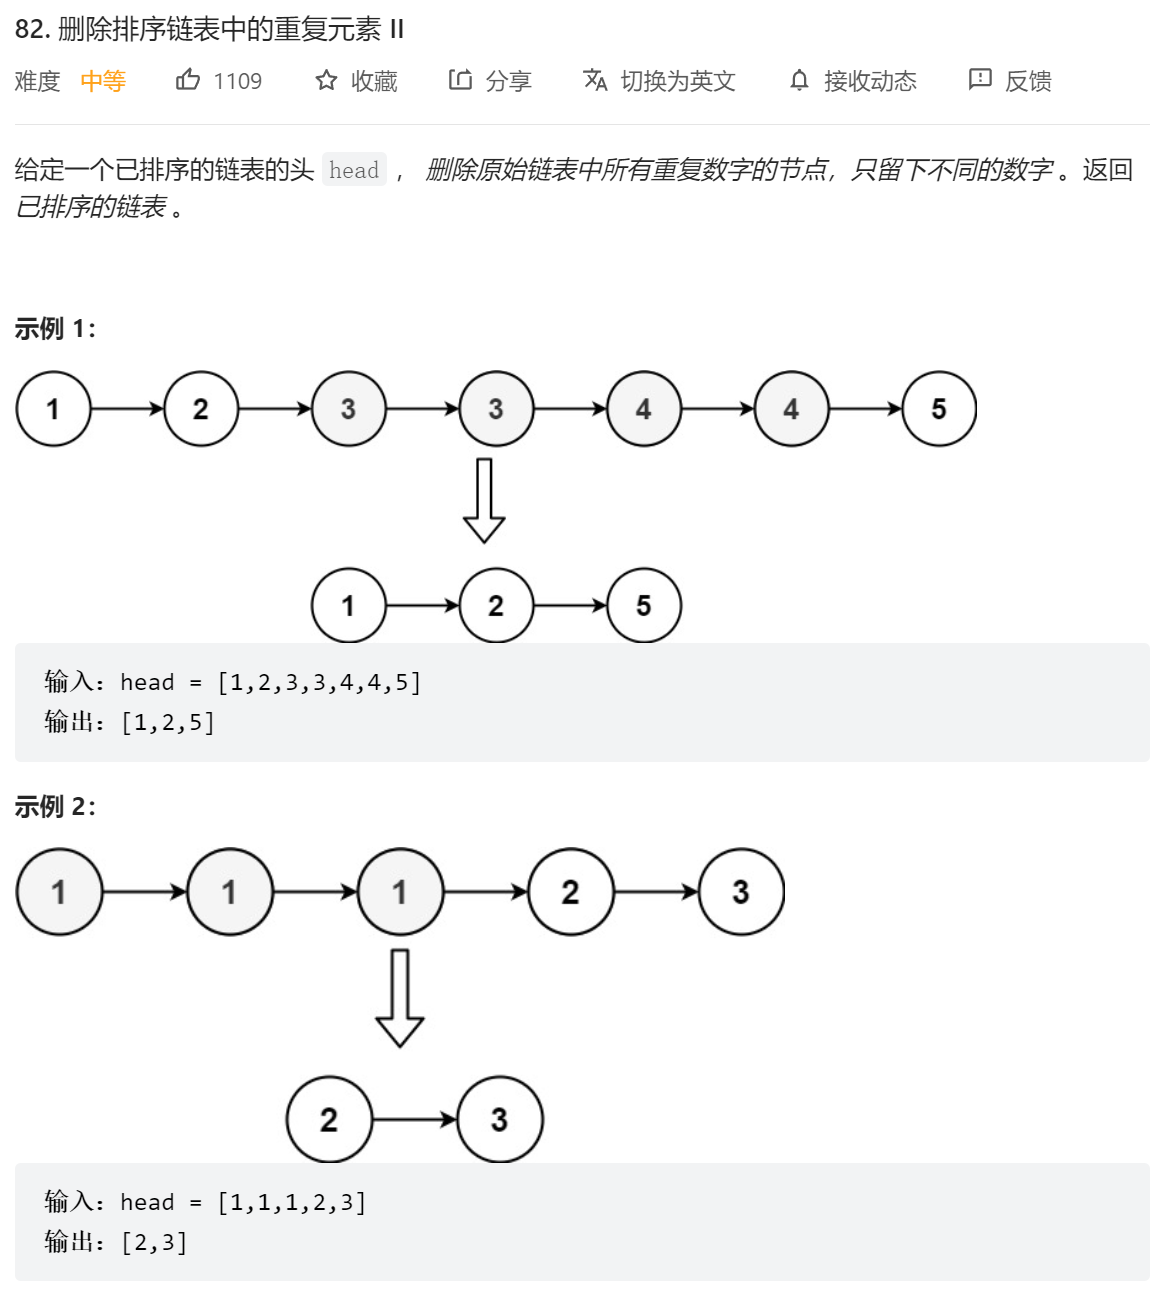 82. 删除排序链表中的重复元素 II
难度 中等 1109 收藏 分享 切换为英文 接收动态 反馈
给定一个已排序的链表的头 head ， 删除原始链表中所有重复数字的节点，只留下不同的数字 。返回
已排序的链表 。
示例 1：
1 2 3 3 4 4 5
1 2 5
输入：head = [1,2,3,3,4,4,5]
输出：[1,2,5]
示例 2：
1 1 1 2 3
2 3
输入：head = [1,1,1,2,3]
输出：[2,3]